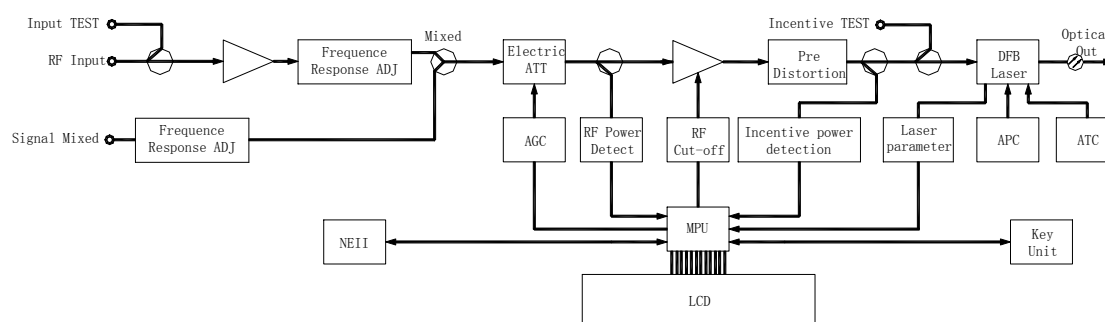 Input TEST
Incentive TEST
Mixed
Optical
Out
RF Input
Frequence
Response ADJ
Electric
ATT
Pre
Distortion
DFB
Laser
Signal Mixed
Frequence
Response ADJ
AGC
RF Power
Detect
RF
Cut-off
Incentive power
detection
Laser
parameter
APC
ATC
NEII
MPU
Key
Unit
LCD